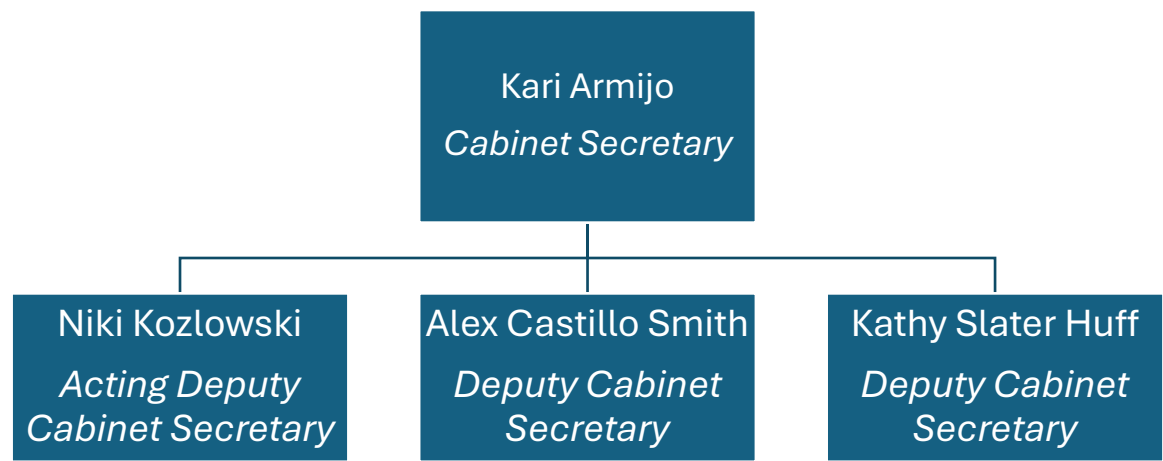 Kari Armijo
Cabinet Secretary
Niki Kozlowski
Acting Deputy
Cabinet Secretary
Alex Castillo Smith
Deputy Cabinet
Secretary
Kathy Slater Huff
Deputy Cabinet
Secretary